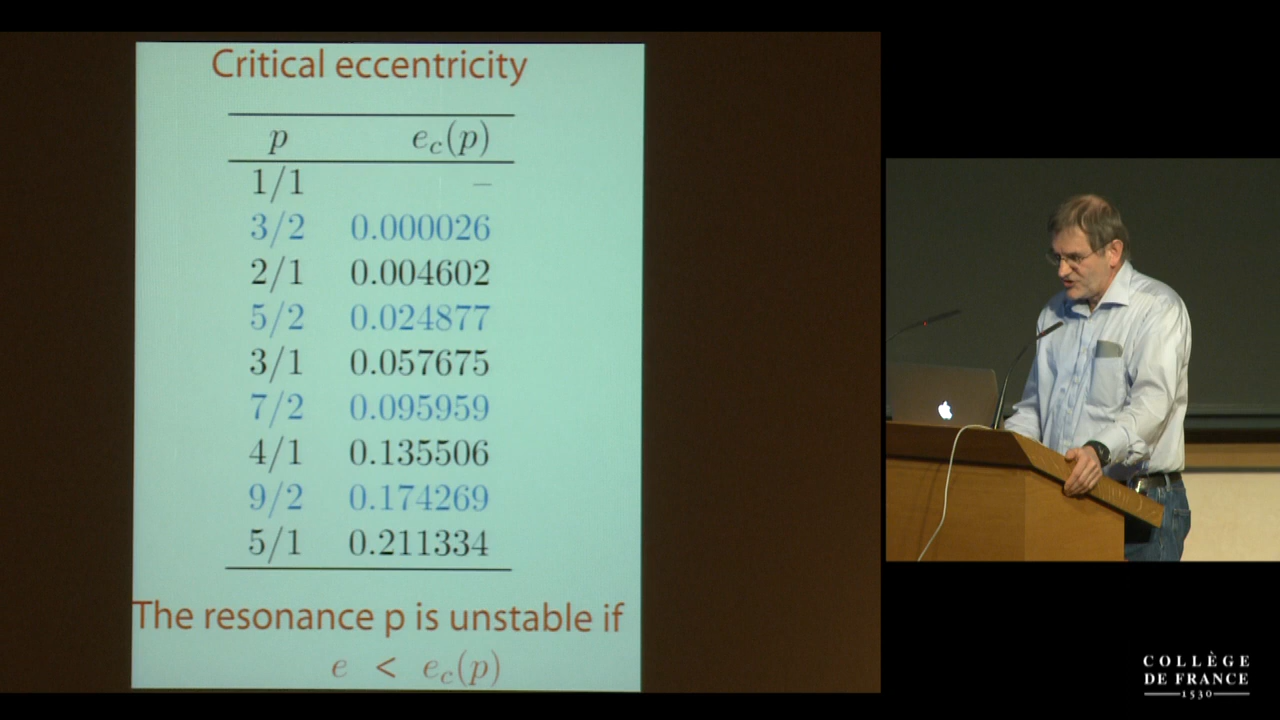 Critical eccentricity
p e_c(p)
1/1 –
3/2 0.000026
2/1 0.004602
5/2 0.024877
3/1 0.057675
7/2 0.095959
4/1 0.135506
9/2 0.174269
5/1 0.211334
The resonance p is unstable if
e < e_c(p)
COLLÈGE
DE FRANCE
1530